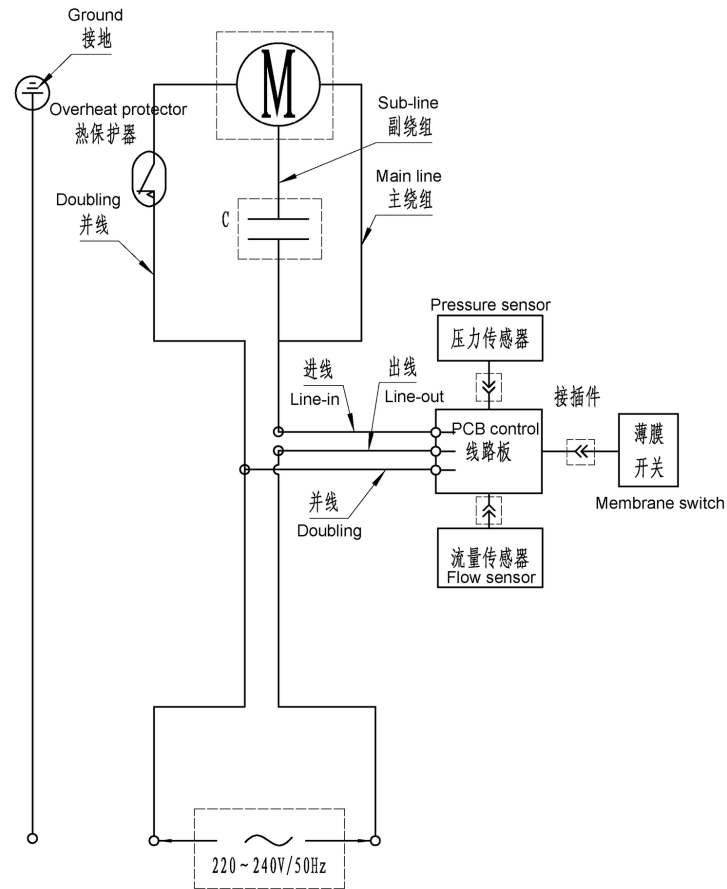 Ground
接地
M
Overheat protector
热保护器
Sub-line
副绕组
Doubling
并线
Main line
主绕组
C
Pressure sensor
压力传感器
进线
Line-in
出线
Line-out
接插件
PCB control
线路板
薄膜
开关
Membrane switch
并线
Doubling
流量传感器
Flow sensor
220~240V/50Hz